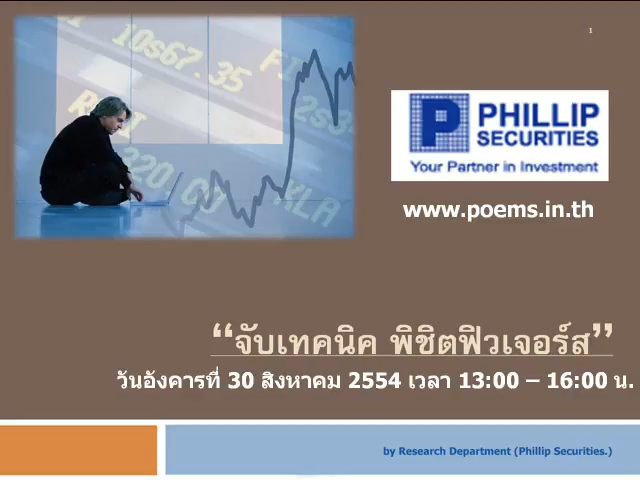 1
10s67.35
PHILLIP
SECURITIES
Your Partner in Investment
www.poems.in.th
“จับเทคนิค พิชิตฟิวเจอร์ส”
วันอังคารที่ 30 สิงหาคม 2554 เวลา 13:00 – 16:00 น.
by Research Department (Phillip Securities.)